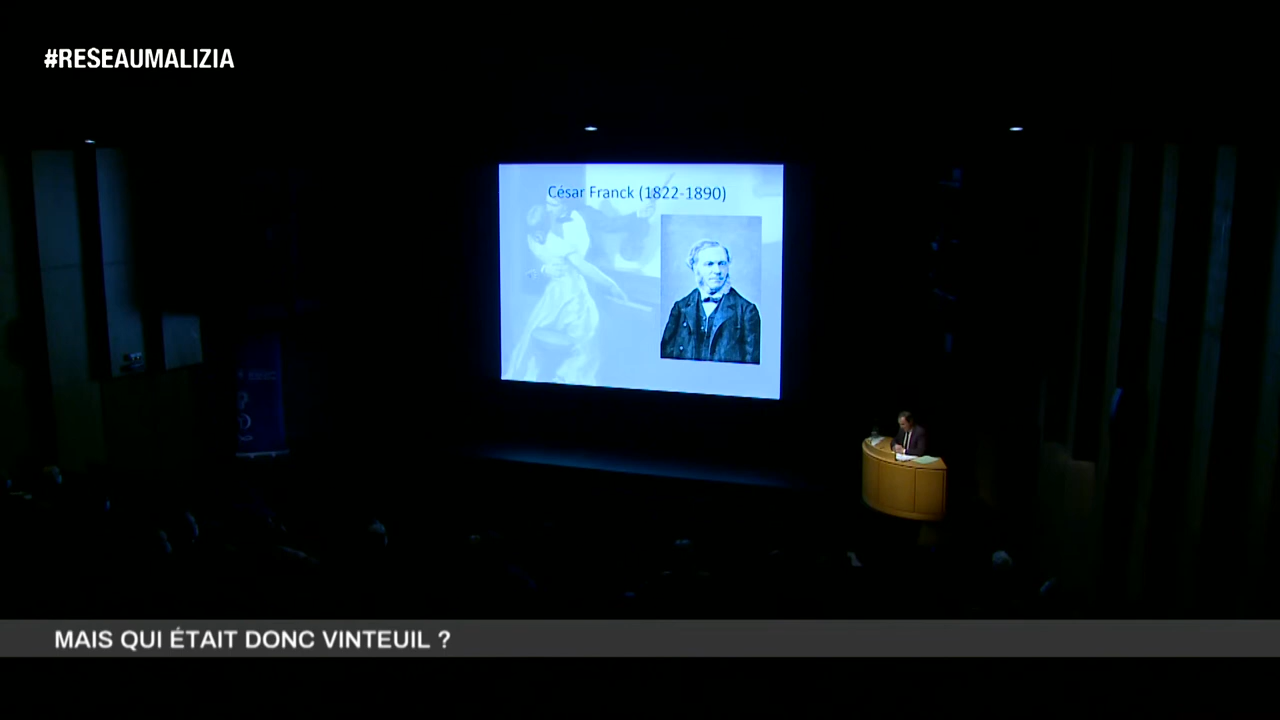 #RESEAUMALIZIA
César Franck (1822-1890)
MAIS QUI ÉTAIT DONC VINTEUIL ?